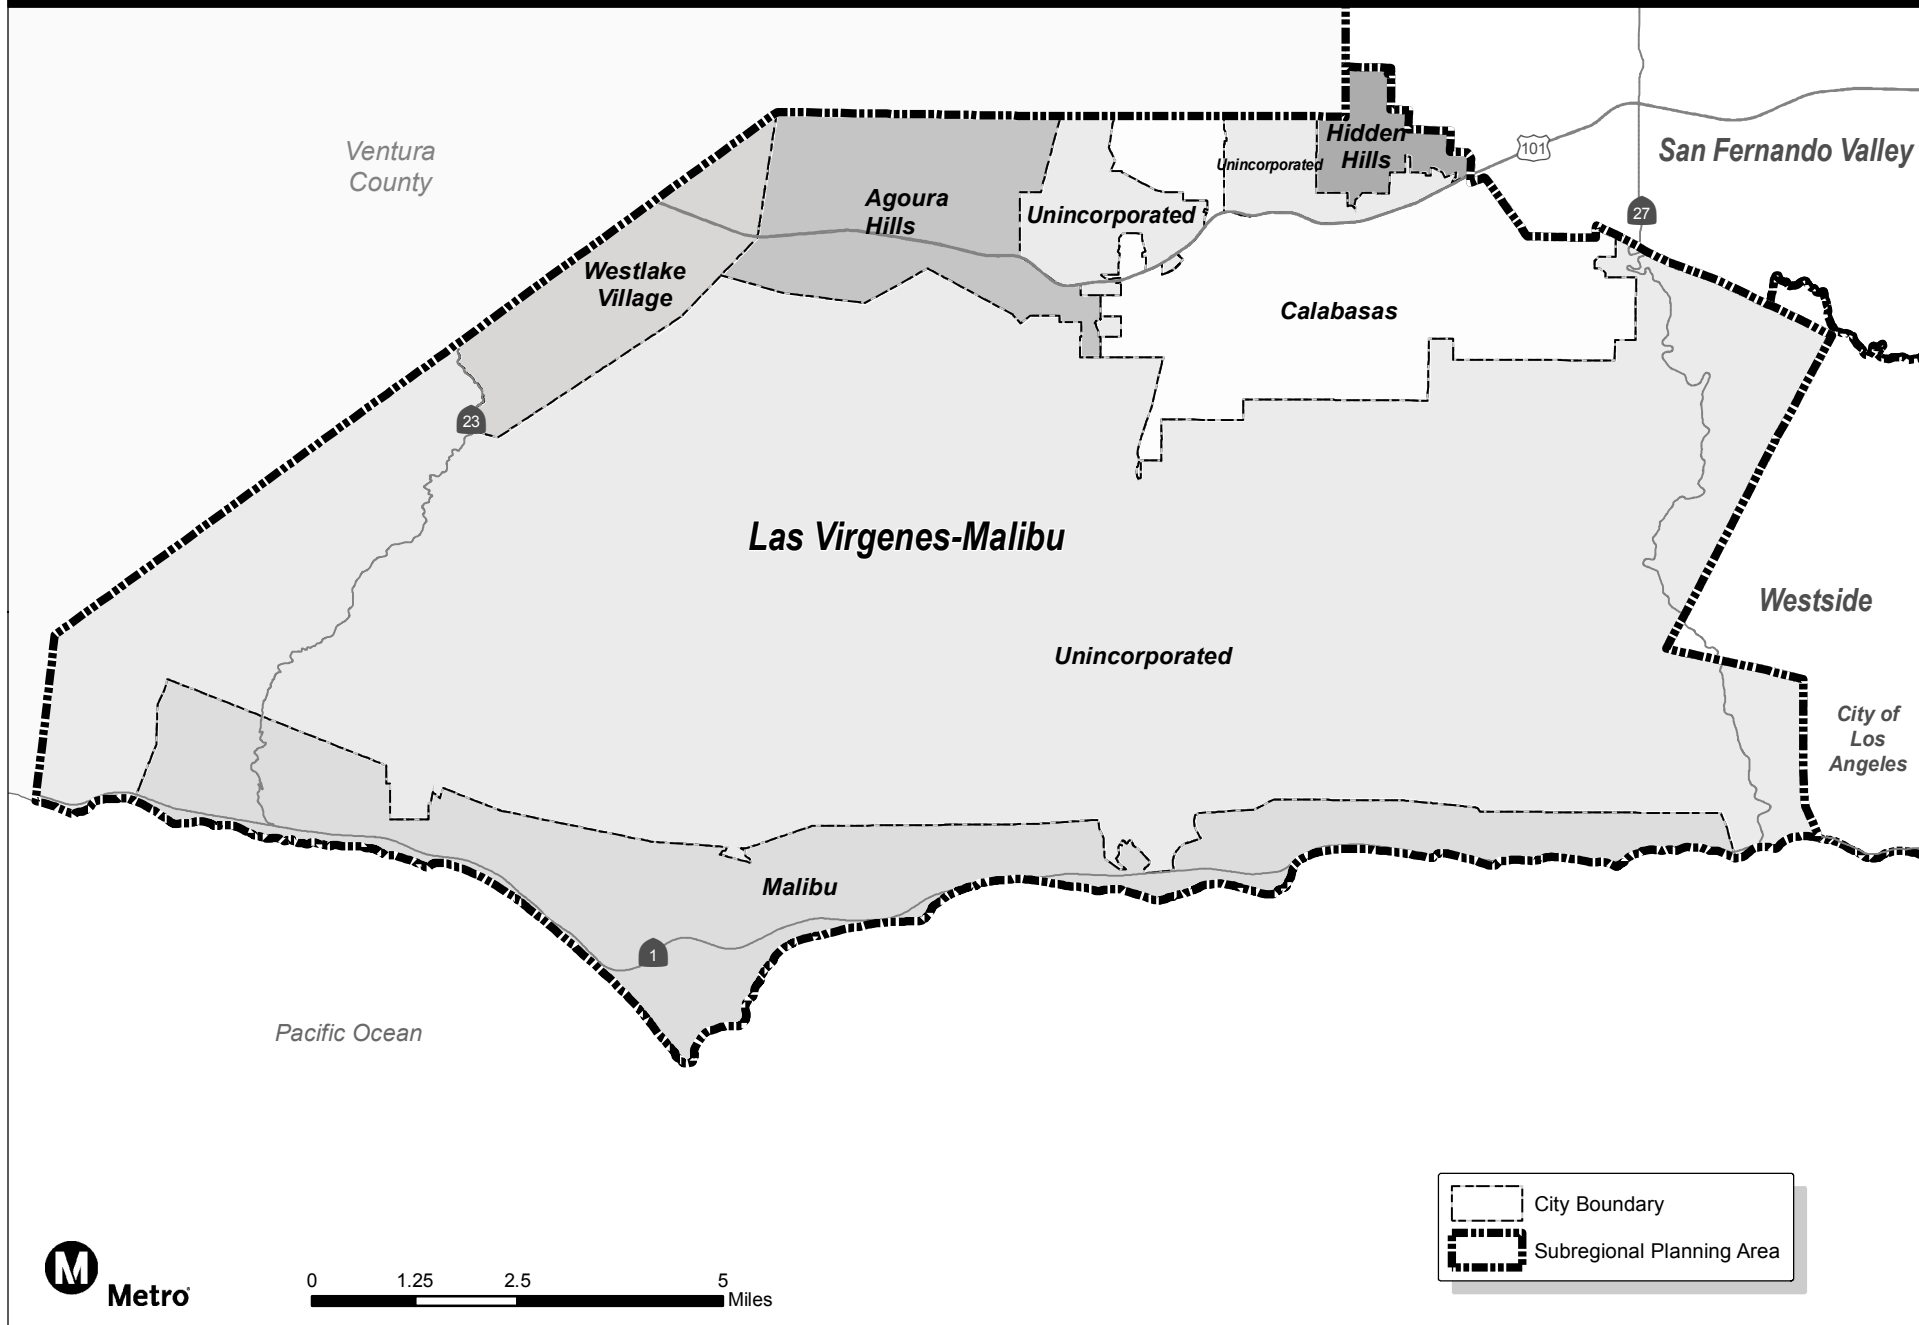 Ventura
County
Hidden
Hills
101
San Fernando Valley
Unincorporated
Agoura
Hills
Unincorporated
27
Westlake
Village
Calabasas
23
Las Virgenes-Malibu
Westside
Unincorporated
City of
Los
Angeles
Malibu
1
Pacific Ocean
City Boundary
Subregional Planning Area
M
Metro
0 1.25 2.5 5
Miles